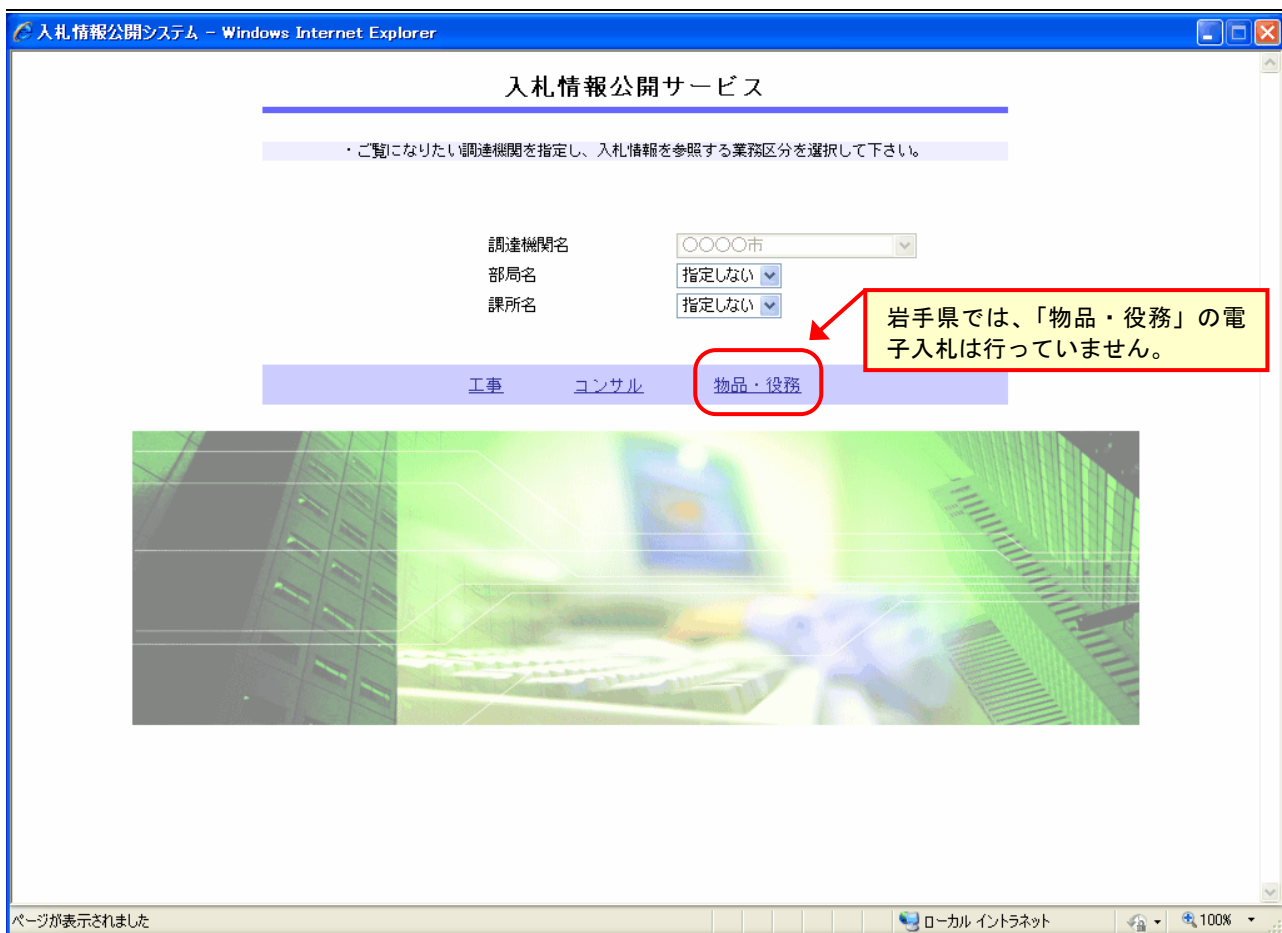 入札情報公開システム - Windows Internet Explorer
入札情報公開サービス
・ご覧になりたい調達機関を指定し、入札情報を参照する業務区分を選択して下さい。
調達機関名 ○○○○市
部局名 指定しない
課所名 指定しない
岩手県では、「物品・役務」の電
子入札は行っていません。
工事 コンサル 物品・役務
ページが表示されました ローカル イントラネット 100%